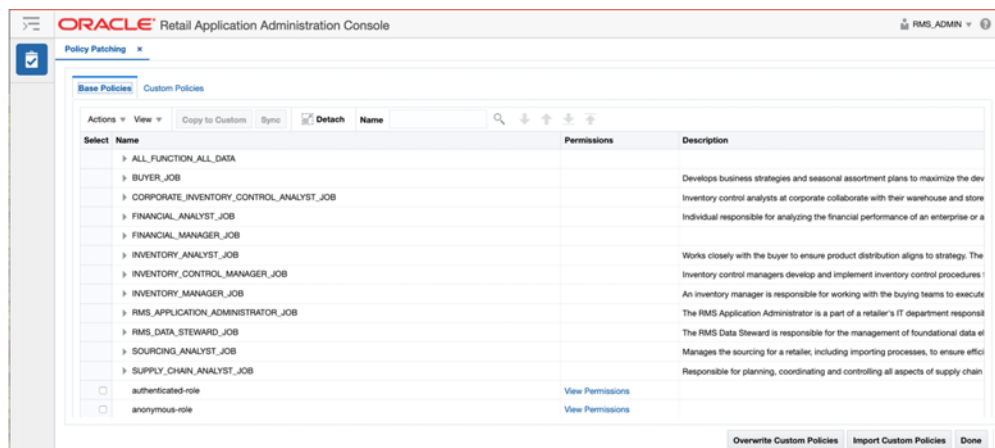 ORACLE® Retail Application Administration Console
RMS_ADMIN
Policy Patching ×
Base Policies Custom Policies
Actions View Copy to Custom Sync Detach Name
Select Name Permissions Description
ALL_FUNCTION_ALL_DATA
BUYER_JOB Develops business strategies and seasonal assortment plans to maximize the dev
CORPORATE_INVENTORY_CONTROL_ANALYST_JOB Inventory control analysts at corporate collaborate with their warehouse and store
FINANCIAL_ANALYST_JOB Individual responsible for analyzing the financial performance of an enterprise or a
FINANCIAL_MANAGER_JOB
INVENTORY_ANALYST_JOB Works closely with the buyer to ensure product distribution aligns to strategy. The
INVENTORY_CONTROL_MANAGER_JOB Inventory control managers develop and implement inventory control procedures
INVENTORY_MANAGER_JOB An inventory manager is responsible for working with the buying teams to execute
RMS_APPLICATION_ADMINISTRATOR_JOB The RMS Application Administrator is a part of a retailer's IT department responsi
RMS_DATA_STEWARD_JOB The RMS Data Steward is responsible for the management of foundational data el
SOURCING_ANALYST_JOB Manages the sourcing for a retailer, including importing processes, to ensure effici
SUPPLY_CHAIN_ANALYST_JOB Responsible for planning, coordinating and controlling all aspects of supply chain
authenticated-role View Permissions
anonymous-role View Permissions
Overwrite Custom Policies Import Custom Policies Done